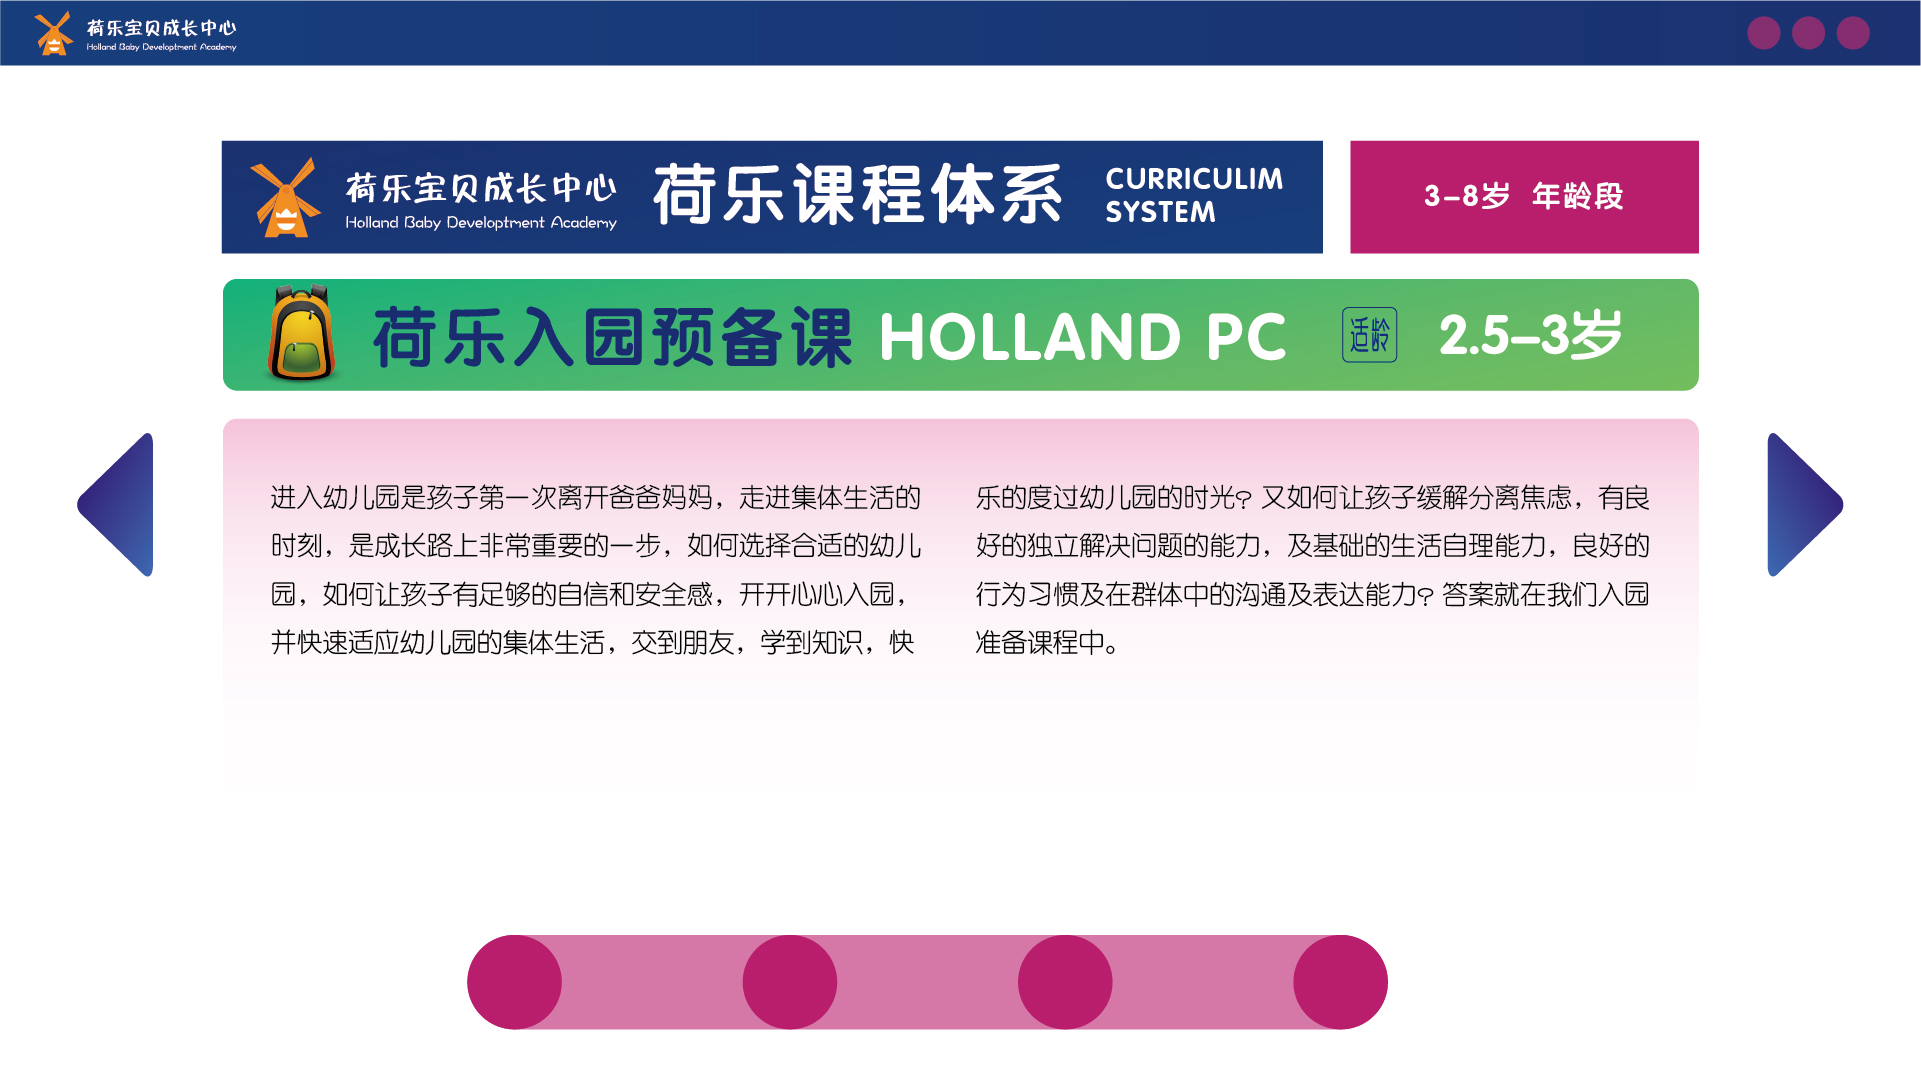 荷乐宝贝成长中心
Holland Baby Developtment Academy
荷乐宝贝成长中心
Holland Baby Developtment Academy
荷乐课程体系
CURRICULIM
SYSTEM
3-8岁 年龄段
荷乐入园预备课 HOLLAND PC 适龄 2.5-3岁
进入幼儿园是孩子第一次离开爸爸妈妈，走进集体生活的
时刻，是成长路上非常重要的一步，如何选择合适的幼儿
园，如何让孩子有足够的自信和安全感，开开心心入园，
并快速适应幼儿园的集体生活，交到朋友，学到知识，快
乐的度过幼儿园的时光？又如何让孩子缓解分离焦虑，有良
好的独立解决问题的能力，及基础的生活自理能力，良好的
行为习惯及在群体中的沟通及表达能力？答案就在我们入园
准备课程中。